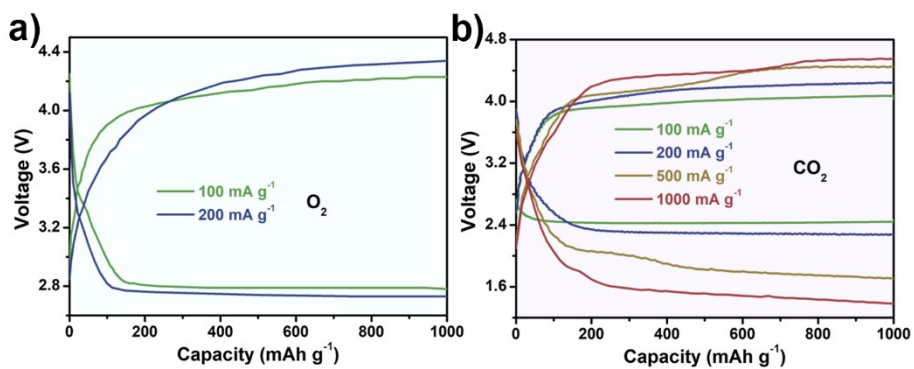 a)
Voltage (V)
4.4
4.0
3.6
3.2
2.8
100 mA g⁻¹
200 mA g⁻¹
O₂
0 200 400 600 800 1000
Capacity (mAh g⁻¹)
b)
Voltage (V)
4.8
4.0
3.2
2.4
1.6
100 mA g⁻¹
200 mA g⁻¹
500 mA g⁻¹
1000 mA g⁻¹
CO₂
0 200 400 600 800 1000
Capacity (mAh g⁻¹)